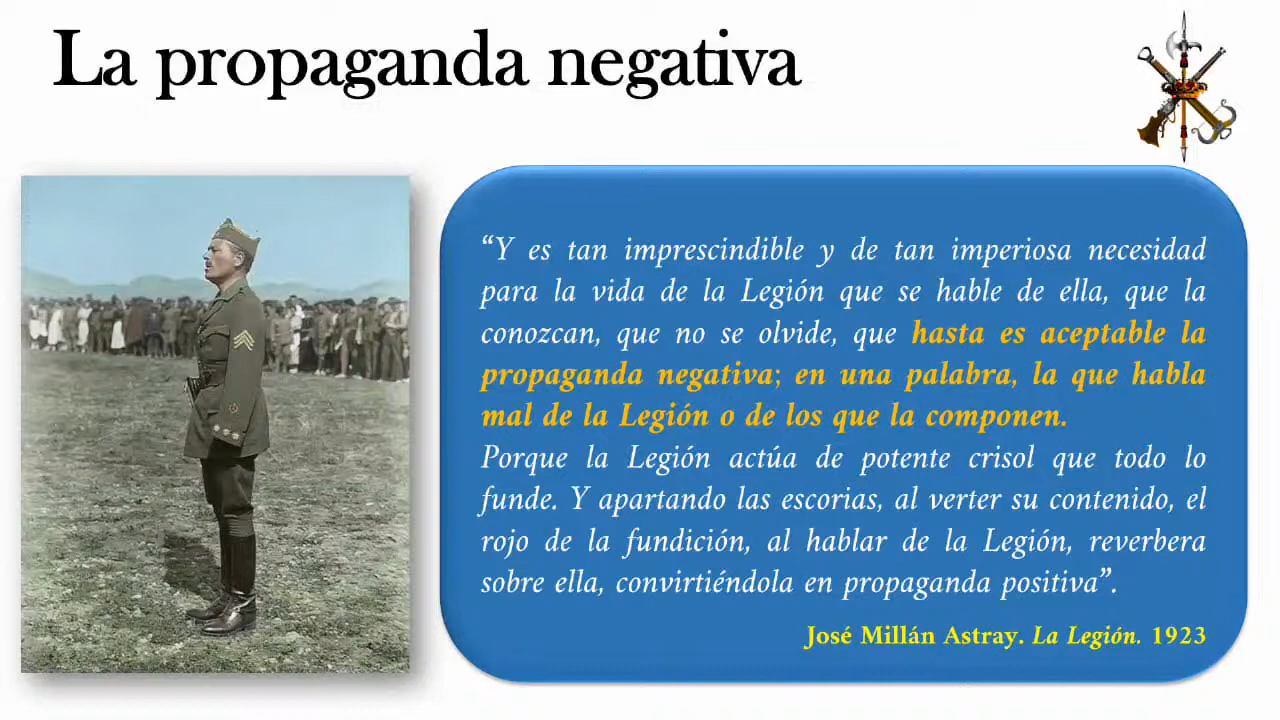 La propaganda negativa
“Y es tan imprescindible y de tan imperiosa necesidad
para la vida de la Legión que se hable de ella, que la
conozcan, que no se olvide, que hasta es aceptable la
propaganda negativa; en una palabra, la que habla
mal de la Legión o de los que la componen.
Porque la Legión actúa de potente crisol que todo lo
funde. Y apartando las escorias, al verter su contenido, el
rojo de la fundición, al hablar de la Legión, reverbera
sobre ella, convirtiéndola en propaganda positiva”.
José Millán Astray. La Legión. 1923